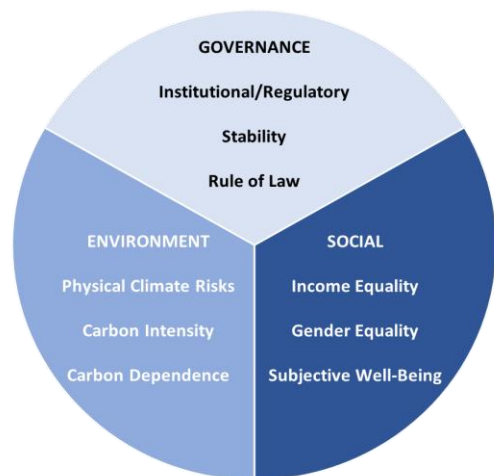 GOVERNANCE
Institutional/Regulatory
Stability
Rule of Law
ENVIRONMENT
Physical Climate Risks
Carbon Intensity
Carbon Dependence
SOCIAL
Income Equality
Gender Equality
Subjective Well-Being